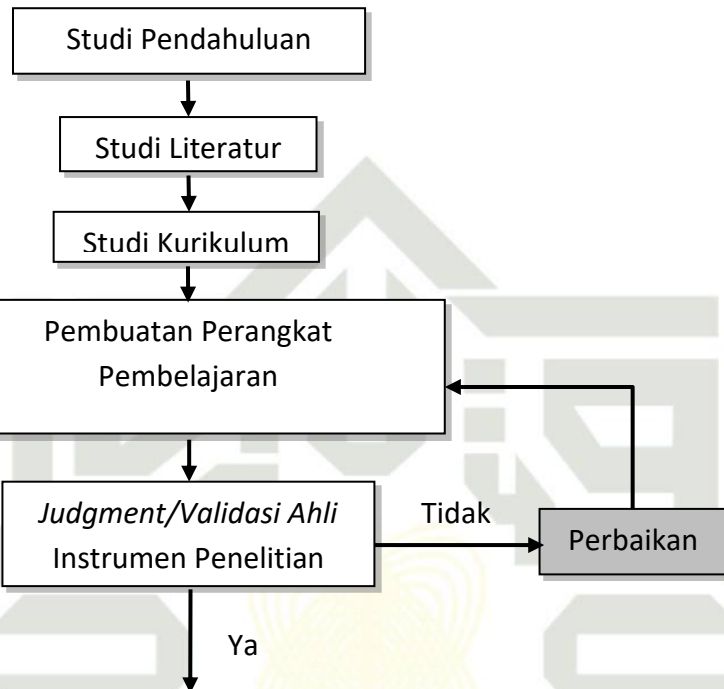 Studi Pendahuluan
Studi Literatur
Studi Kurikulum
Pembuatan Perangkat
Pembelajaran
Judgment/Validasi Ahli
Instrumen Penelitian
Tidak
Perbaikan
Ya